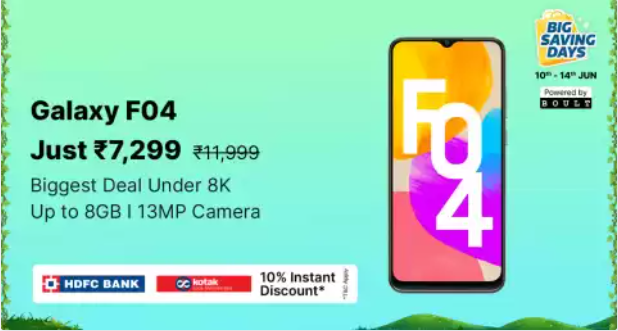 BIG
SAVING
DAYS
10th - 14th JUN
Powered by
BOULT
Galaxy F04
Just ₹7,299 ₹11,999
Biggest Deal Under 8K
Up to 8GB I 13MP Camera
F04
HDFC BANK
kotak
10% Instant
Discount*
*T&C Apply